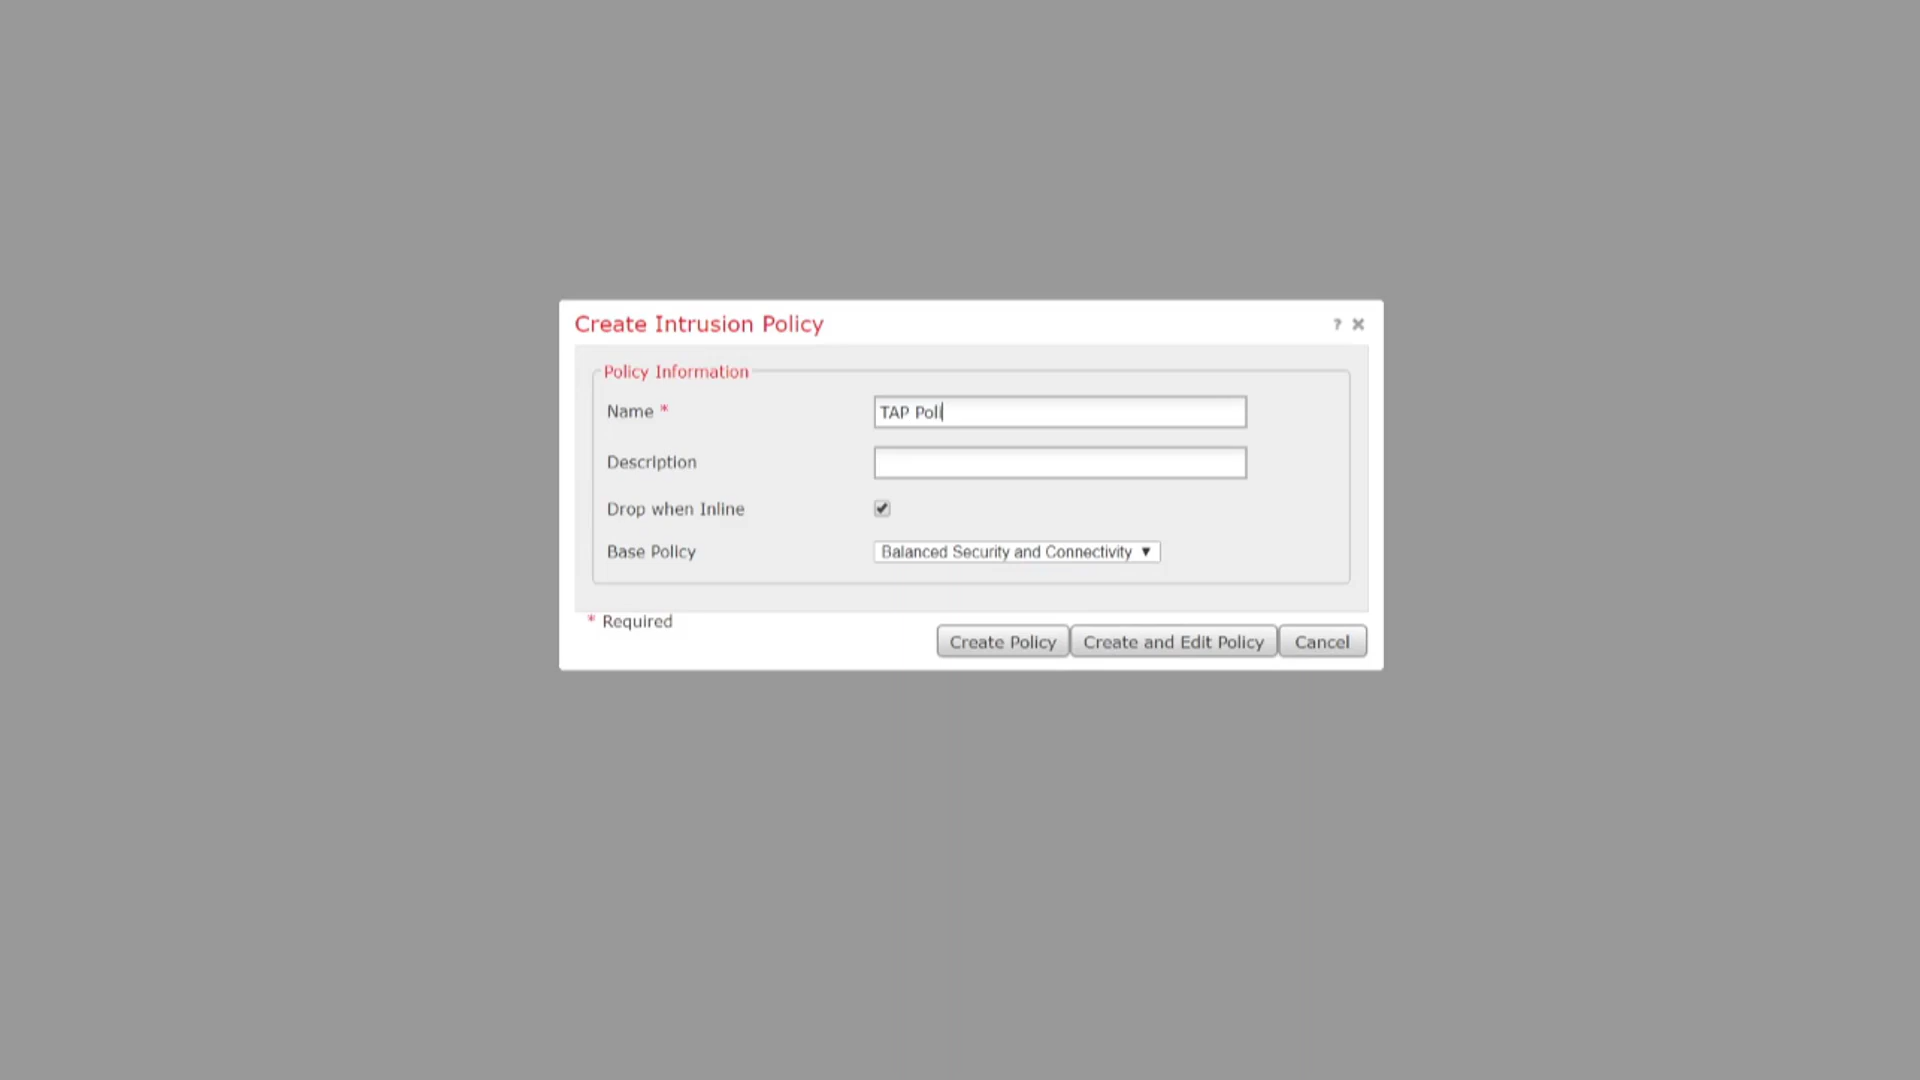 Create Intrusion Policy ? ✖
Policy Information
Name * TAP Poli
Description
Drop when Inline
Base Policy Balanced Security and Connectivity ▼
* Required
Create Policy Create and Edit Policy Cancel